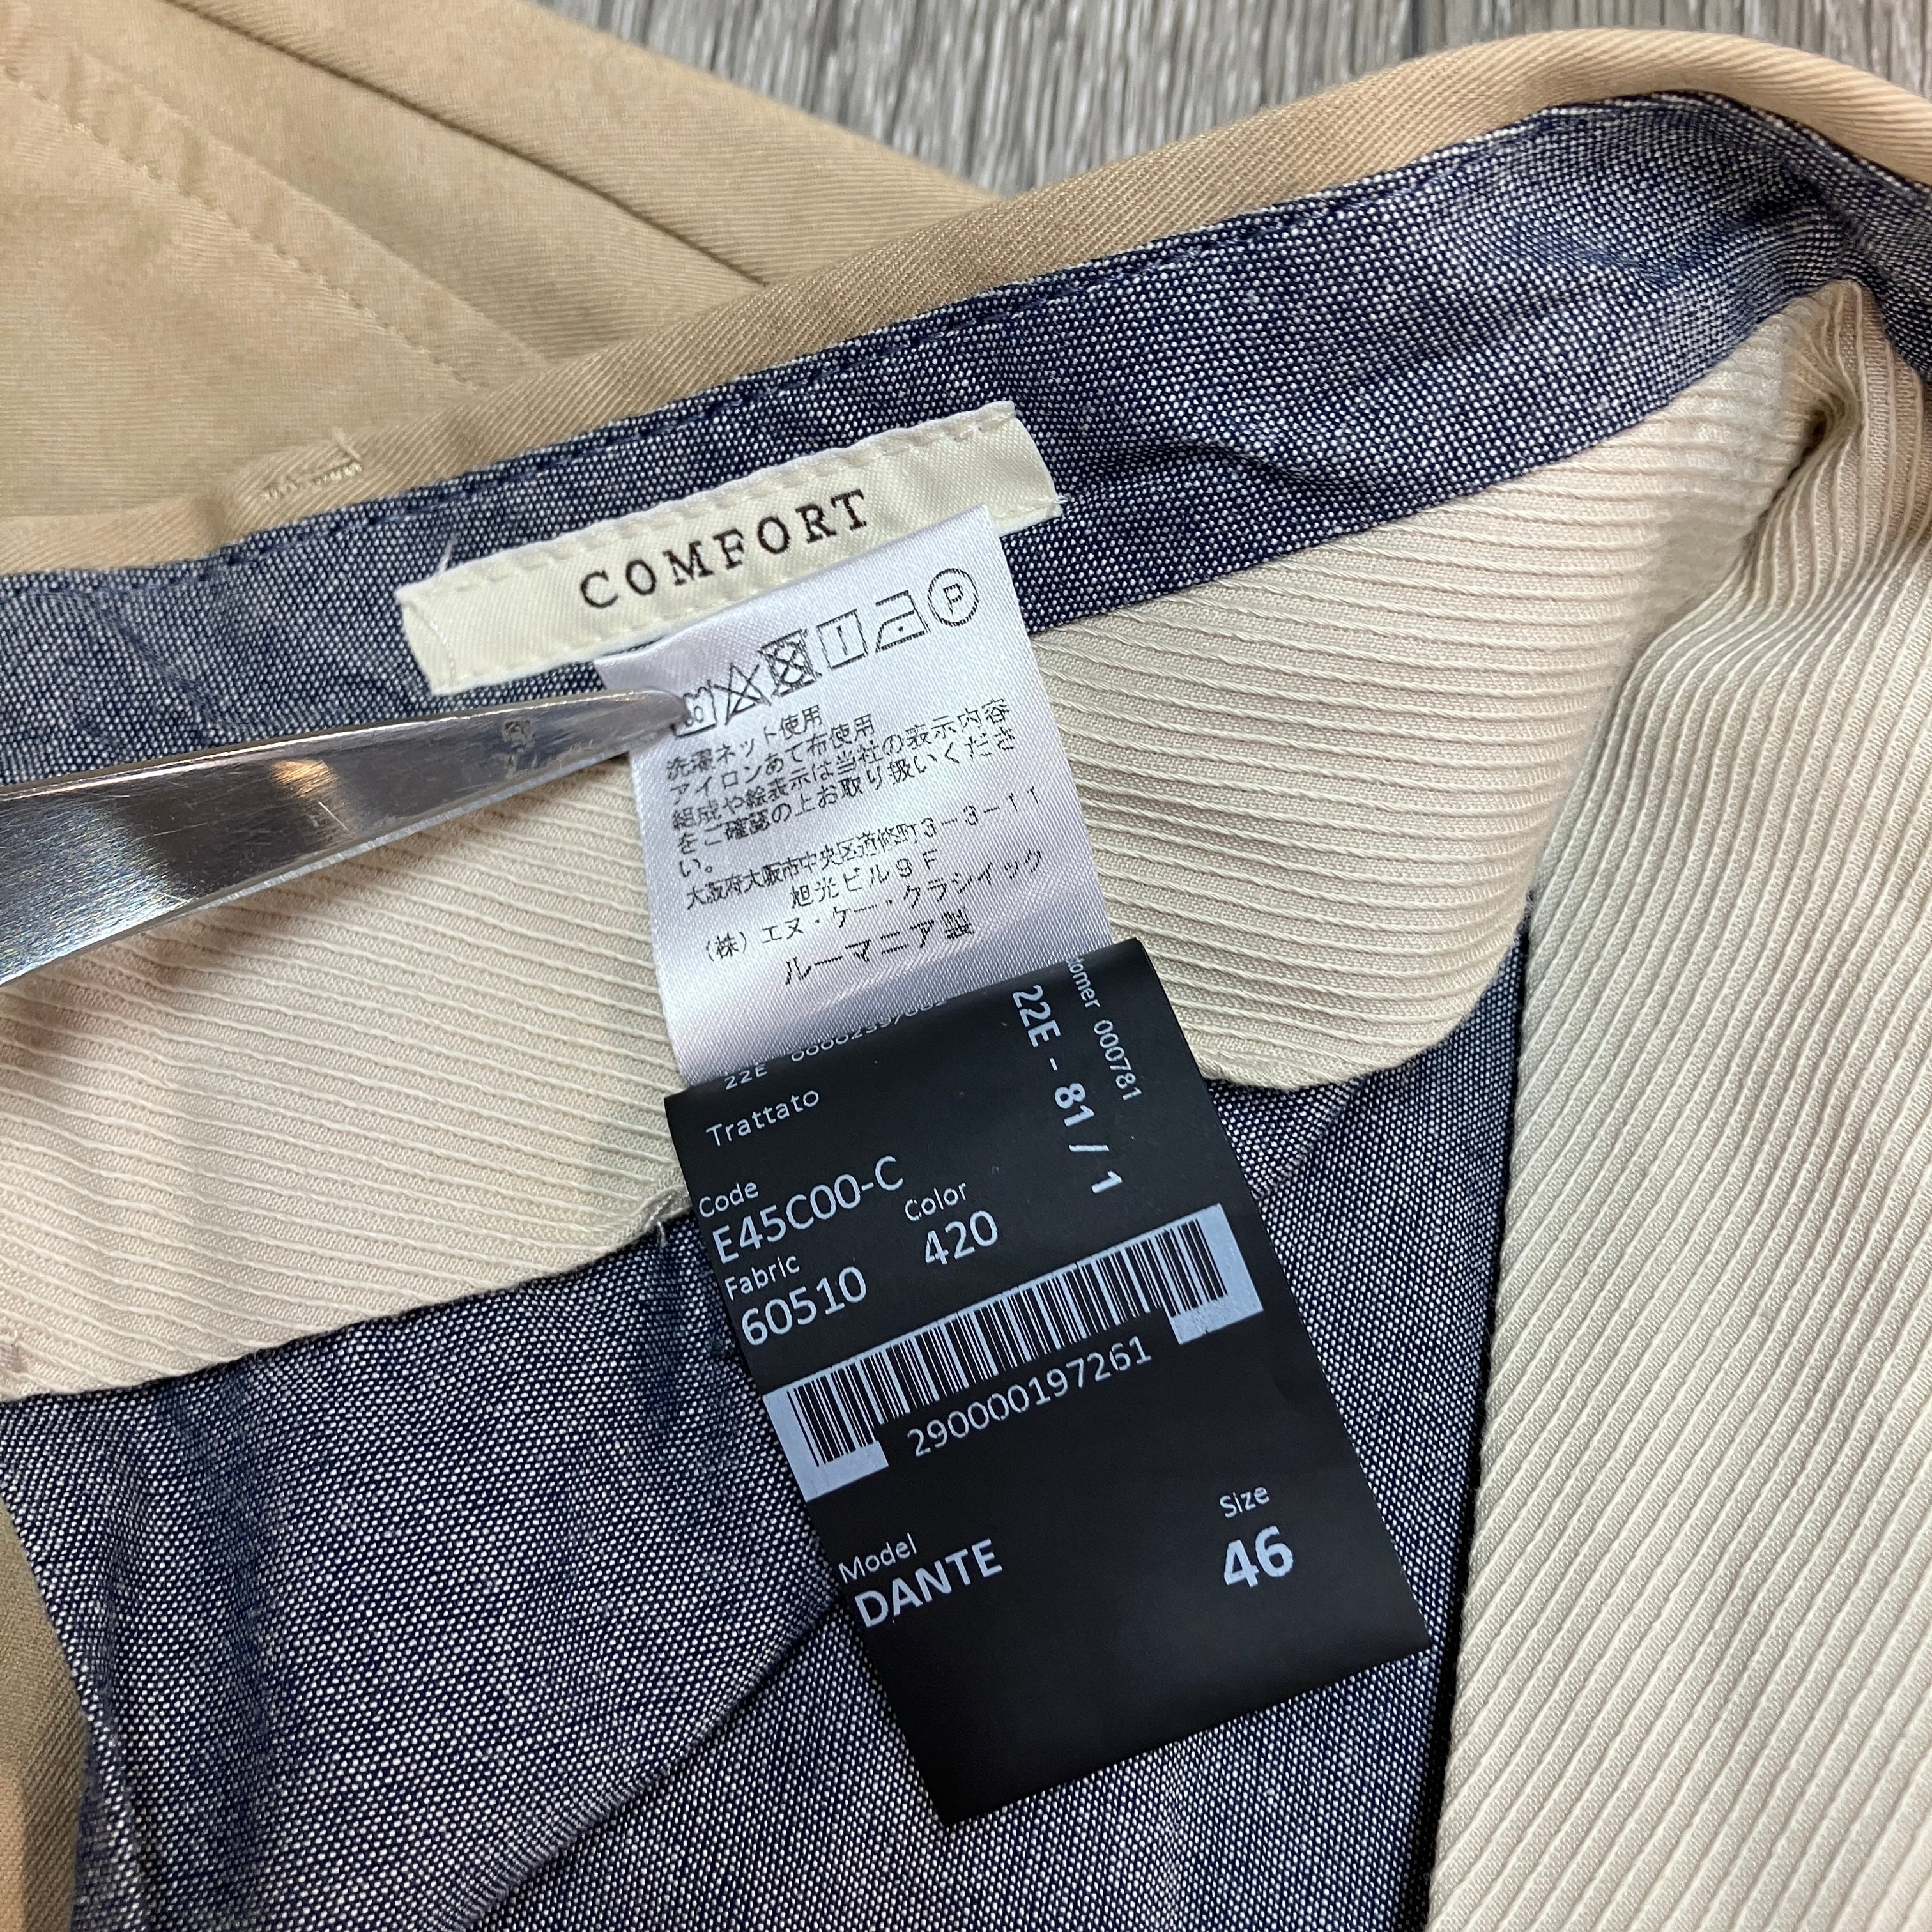 COMFORT
洗濯ネット使用
アイロンあて布使用
組成や絵表示は当社の表示内容
をご確認の上お取り扱いくださ
い。
大阪府大阪市中央区淡修町3-3-11
旭光ビル9F
(株)エヌ・ケー・クラシイック
ルーマニア製
22E
Trattato
000781
22E - 81 / 1
Code
E45C00-C
Color
420
Fabric
60510
290000197261
Model
DANTE
Size
46